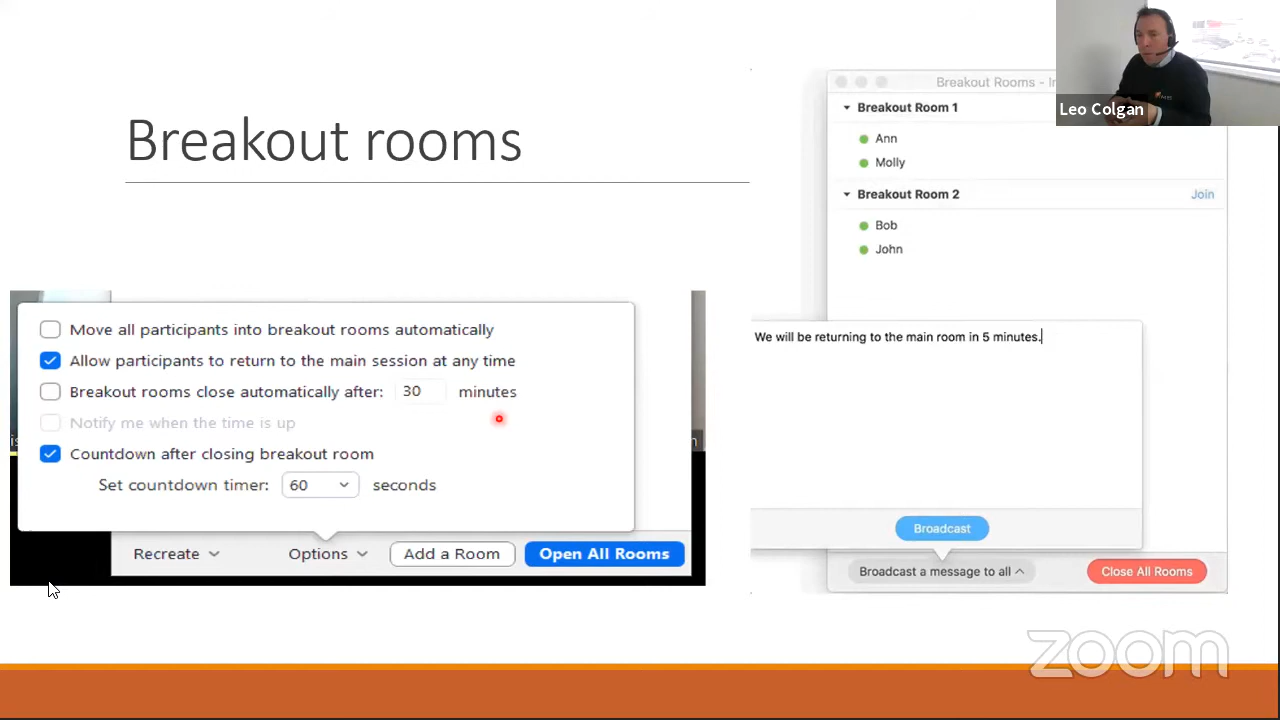 Breakout rooms
Move all participants into breakout rooms automatically
Allow participants to return to the main session at any time
Breakout rooms close automatically after: 30 minutes
Notify me when the time is up
Countdown after closing breakout room
Set countdown timer: 60 seconds
Recreate Options Add a Room Open All Rooms
Breakout Rooms - I
Leo Colgan
Breakout Room 1
Ann
Molly
Breakout Room 2 Join
Bob
John
We will be returning to the main room in 5 minutes.
Broadcast
Broadcast a message to all Close All Rooms
zoom